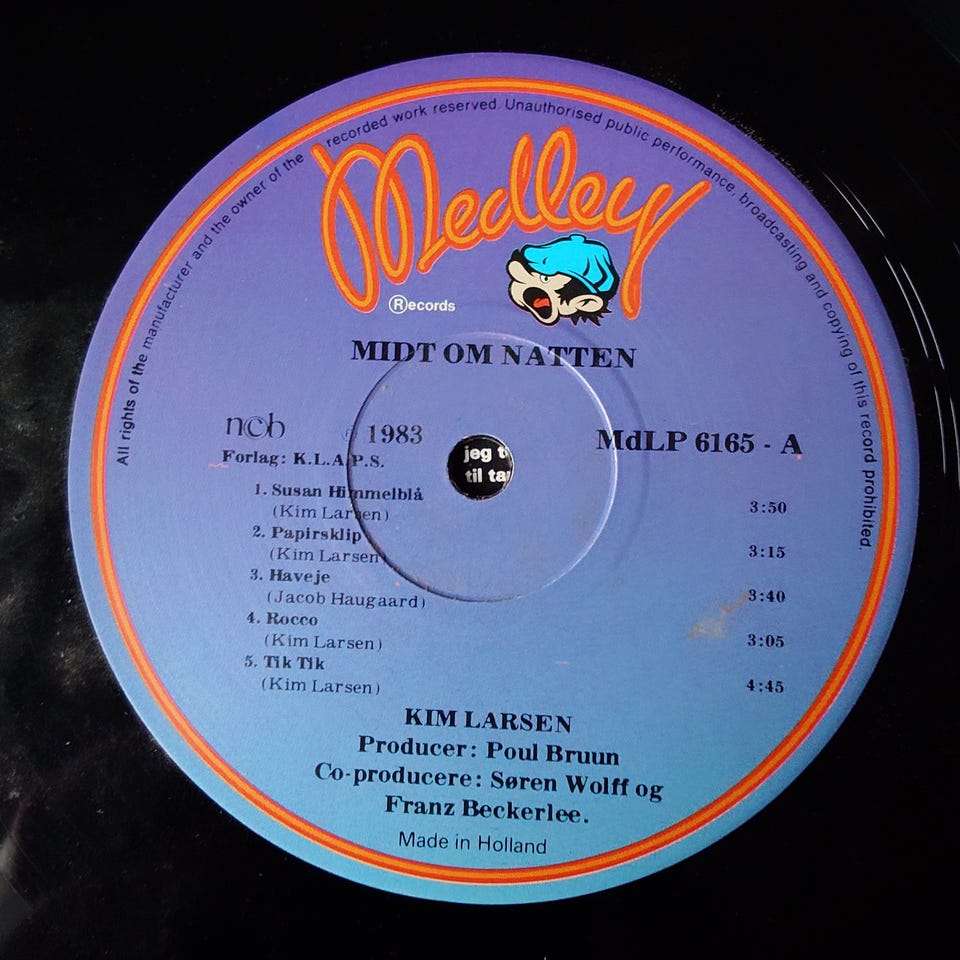 All rights of the manufacturer and the owner of the recorded work reserved. Unauthorised public performance, broadcasting and copying of this record prohibited.
Medley
®ecords
MIDT OM NATTEN
ncb ℗ 1983 MdLP 6165 - A
Forlag: K.L.A.P.S.
jeg t
til ta
1. Susan Himmelblå 3:50
(Kim Larsen)
2. Papirsklip 3:15
(Kim Larsen)
3. Haveje 3:40
(Jacob Haugaard)
4. Rocco 3:05
(Kim Larsen)
5. Tik Tik 4:45
(Kim Larsen)
KIM LARSEN
Producer: Poul Bruun
Co-producere: Søren Wolff og
Franz Beckerlee.
Made in Holland